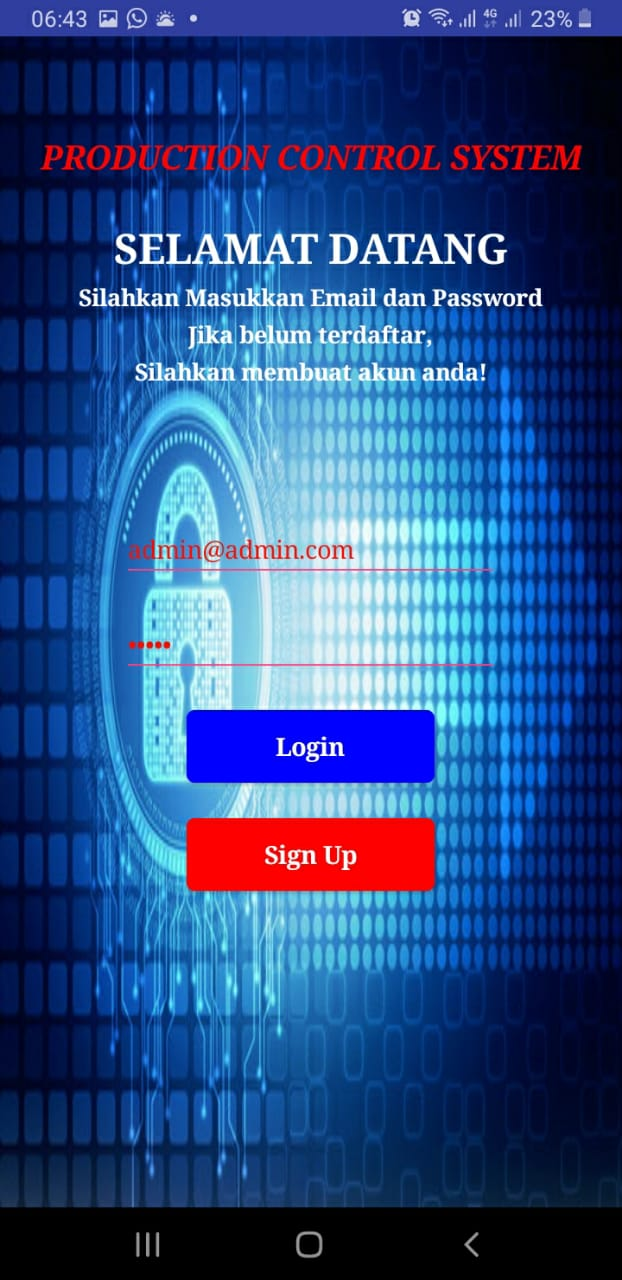 06:43
4G
23%
PRODUCTION CONTROL SYSTEM
SELAMAT DATANG
Silahkan Masukkan Email dan Password
Jika belum terdaftar,
Silahkan membuat akun anda!
admin@admin.com
•••••
Login
Sign Up